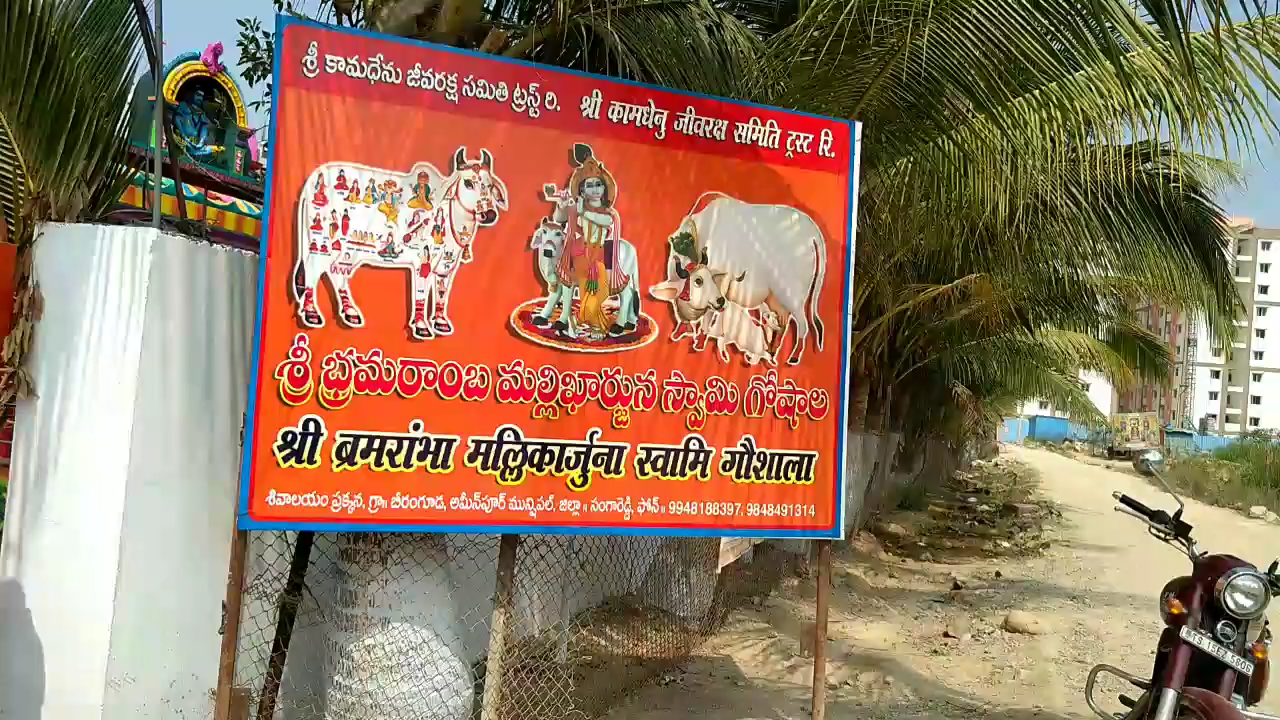 శ్రీ కామధేను జీవరక్ష సమితి ట్రస్ట్ రి. श्री कामधेनु जीवरक्ष समिति ट्रस्ट रि.
శ్రీ భ్రమరాంబ మల్లిఖార్జున స్వామి గోషాల
श्री ब्रमरांभा मल्लिकार्जुना स्वामि गौशाला
శివాలయం ప్రక్కన, గ్రా॥ బీరంగూడ, అమీన్‌పూర్ మున్షిపల్, జిల్లా॥ సంగారెడ్డి, ఫోన్॥ 9948188397, 9848491314